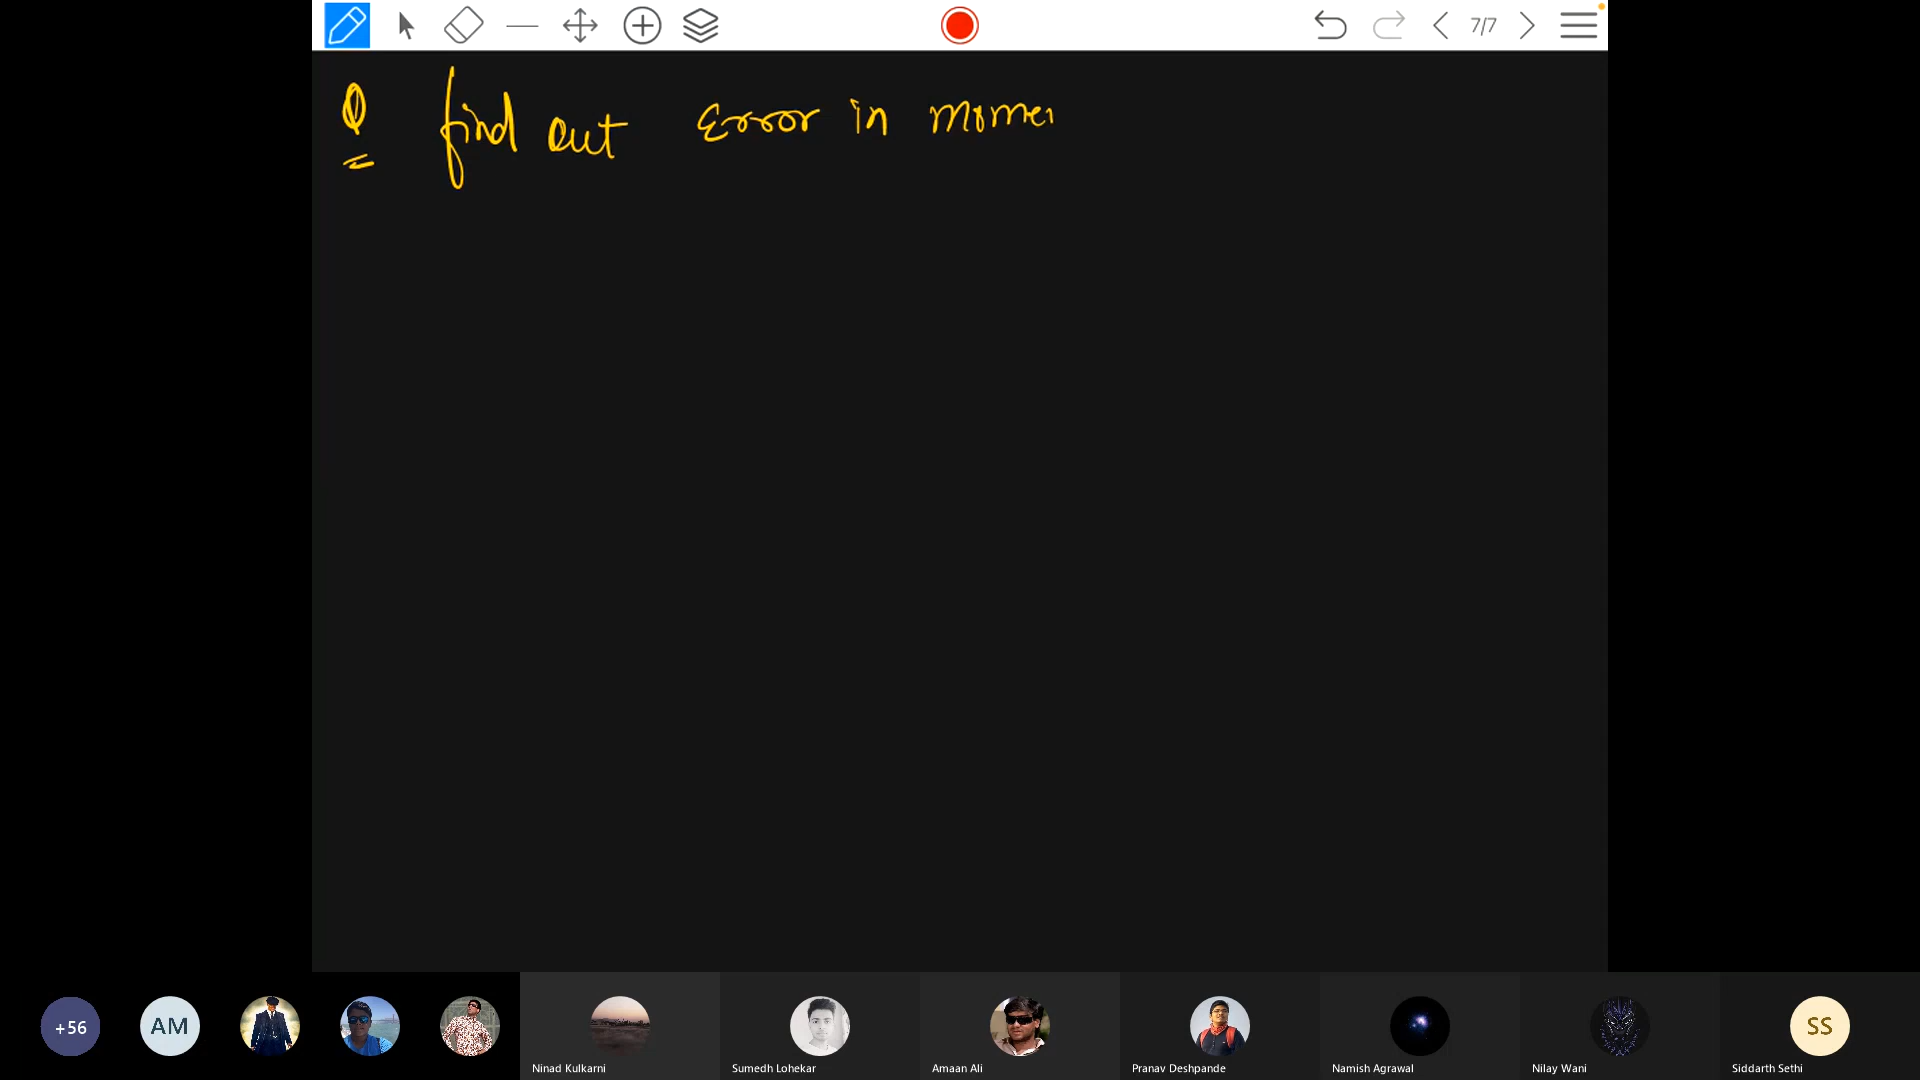 7/7
Q find out Error in momen
+56
AM
SS
Ninad Kulkarni
Sumedh Lohekar
Amaan Ali
Pranav Deshpande
Namish Agrawal
Nilay Wani
Siddarth Sethi